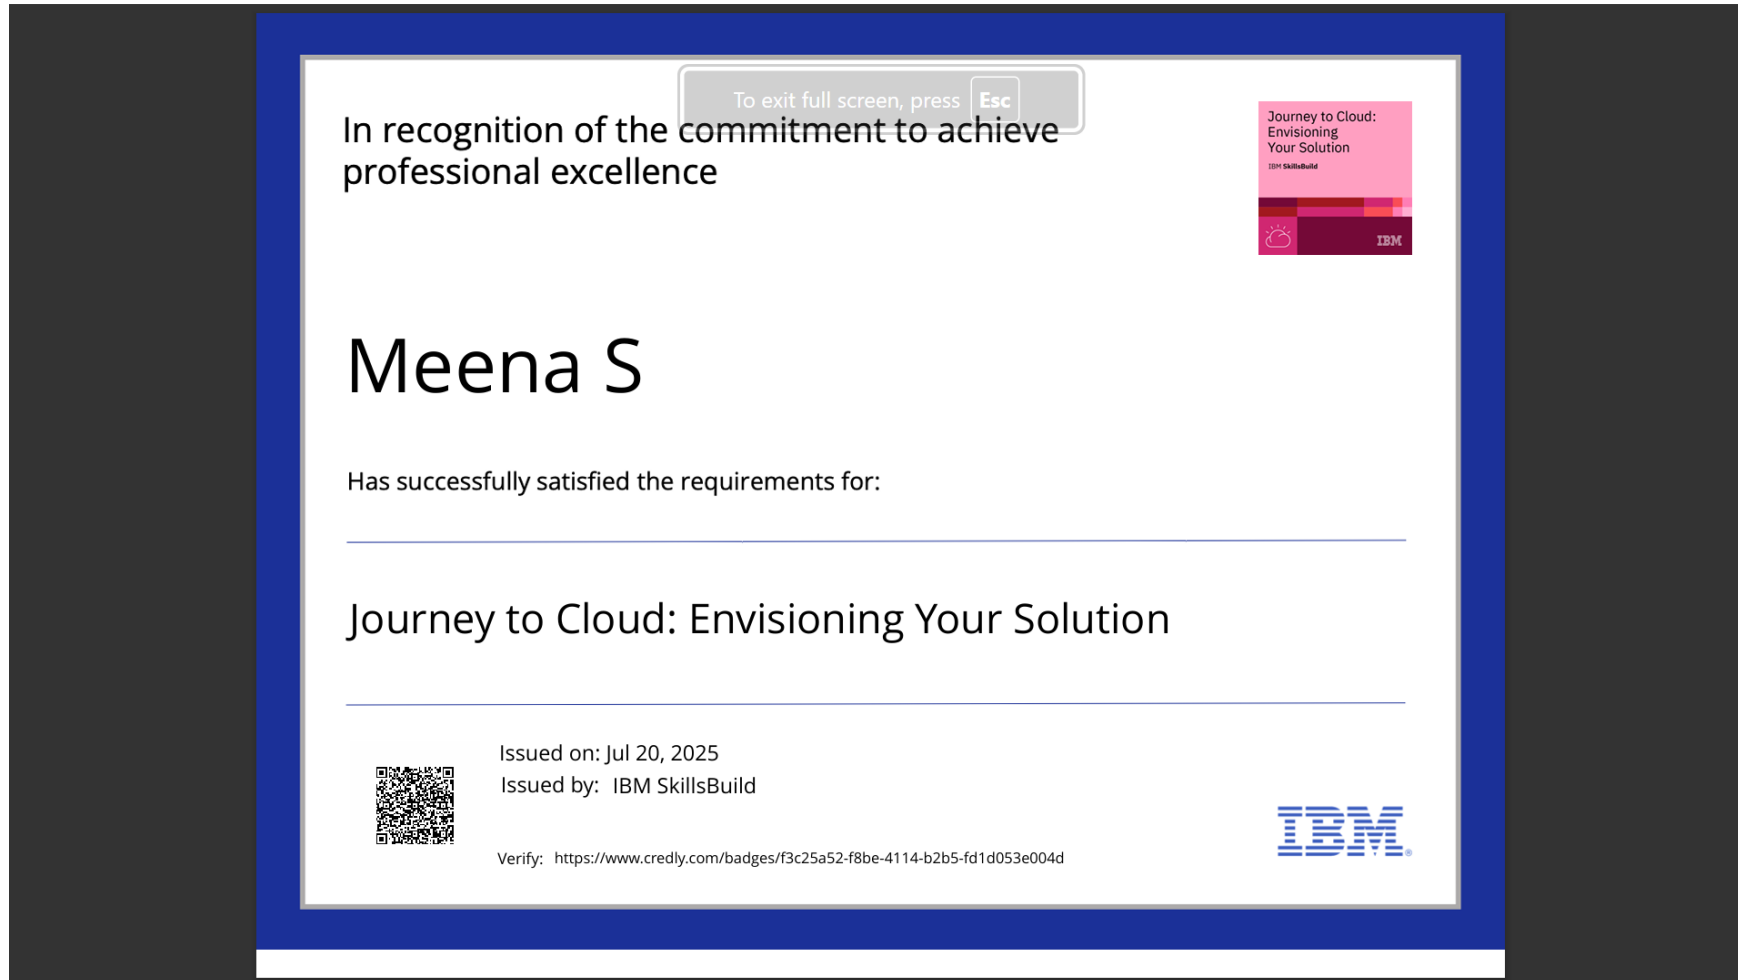 To exit full screen, press Esc
In recognition of the commitment to achieve
professional excellence
Journey to Cloud:
Envisioning
Your Solution
IBM SkillsBuild
IBM
Meena S
Has successfully satisfied the requirements for:
Journey to Cloud: Envisioning Your Solution
Issued on: Jul 20, 2025
Issued by: IBM SkillsBuild
Verify: https://www.credly.com/badges/f3c25a52-f8be-4114-b2b5-fd1d053e004d
IBM®